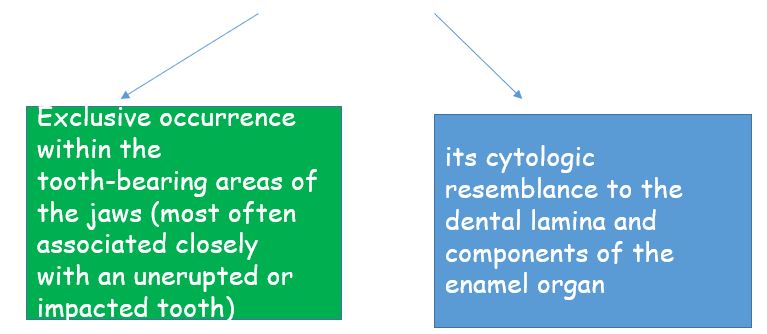 Exclusive occurrence
within the
tooth-bearing areas of
the jaws (most often
associated closely
with an unerupted or
impacted tooth)
its cytologic
resemblance to the
dental lamina and
components of the
enamel organ